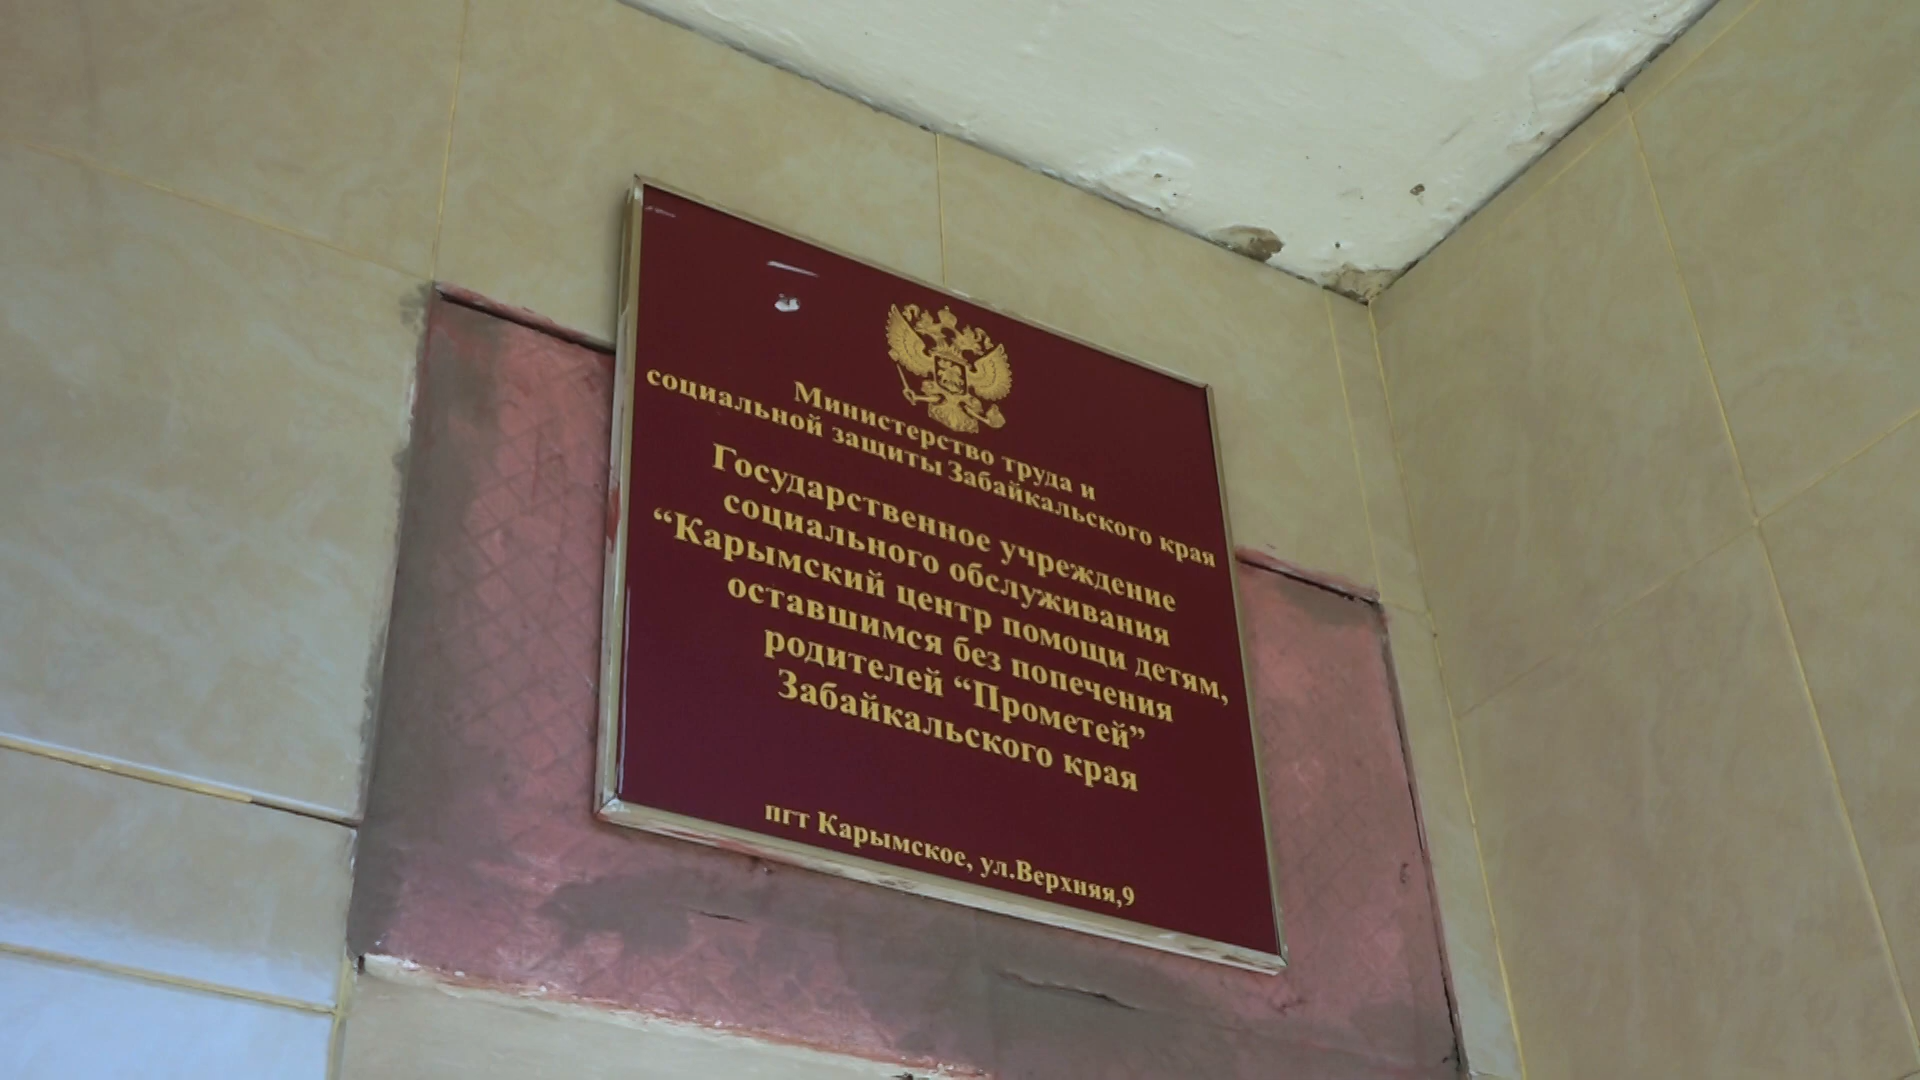 Министерство труда и
социальной защиты Забайкальского края
Государственное учреждение
социального обслуживания
“Карымский центр помощи детям,
оставшимся без попечения
родителей “Прометей”
Забайкальского края
пгт Карымское, ул.Верхняя,9